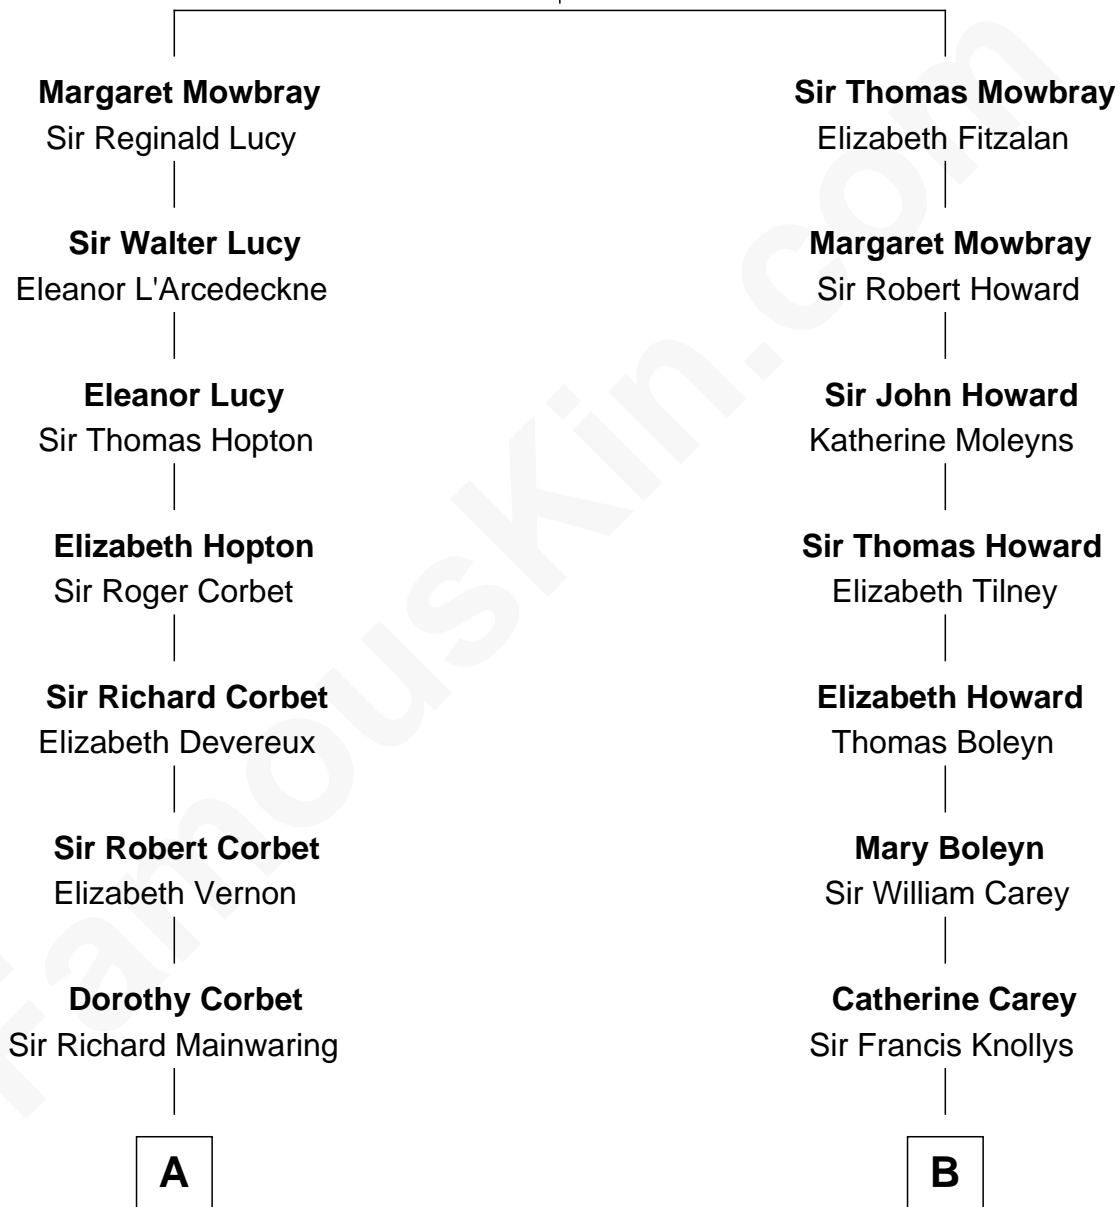 Margaret Mowbray
Sir Reginald Lucy
Sir Walter Lucy
Eleanor L'Arcedeckne
Eleanor Lucy
Sir Thomas Hopton
Elizabeth Hopton
Sir Roger Corbet
Sir Richard Corbet
Elizabeth Devereux
Sir Robert Corbet
Elizabeth Vernon
Dorothy Corbet
Sir Richard Mainwaring
A
Sir Thomas Mowbray
Elizabeth Fitzalan
Margaret Mowbray
Sir Robert Howard
Sir John Howard
Katherine Moleyns
Sir Thomas Howard
Elizabeth Tilney
Elizabeth Howard
Thomas Boleyn
Mary Boleyn
Sir William Carey
Catherine Carey
Sir Francis Knollys
B
FamousKin.com